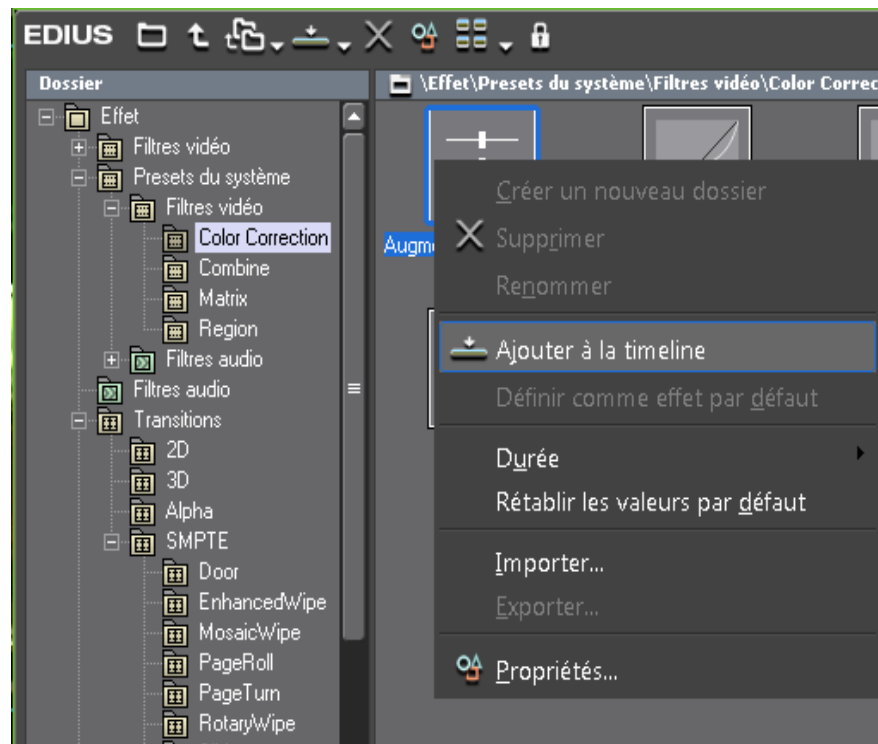 EDIUS
Dossier
\Effet\Presets du système\Filtres vidéo\Color Correc
Effet
Filtres vidéo
Presets du système
Filtres vidéo
Color Correction
Combine
Matrix
Region
Filtres audio
Filtres audio
Transitions
2D
3D
Alpha
SMPTE
Door
EnhancedWipe
MosaicWipe
PageRoll
PageTurn
RotaryWipe
Augm
Créer un nouveau dossier
Supprimer
Renommer
Ajouter à la timeline
Définir comme effet par défaut
Durée
Rétablir les valeurs par défaut
Importer...
Exporter...
Propriétés...